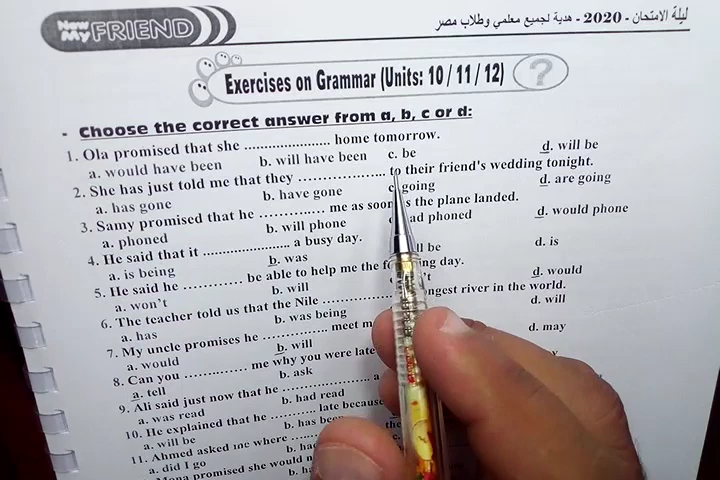 New My FRIEND
ليلة الامتحان - 2020 - هدية لجميع معلمي وطلاب مصر
Exercises on Grammar (Units: 10 / 11 / 12) ?
- Choose the correct answer from a, b, c or d:
1. Ola promised that she ...................... home tomorrow.
a. would have been b. will have been c. be d. will be
2. She has just told me that they ....................... to their friend's wedding tonight.
a. has gone b. have gone going d. are going
3. Samy promised that he ................. me as soon the plane landed.
a. phoned b. will phone phoned d. would phone
4. He said that it ....................... a busy day.
a. is being b. was be d. is
5. He said he ................ be able to help me the day.
a. won't b. will d. would
6. The teacher told us that the Nile .................... river in the world.
a. has b. was being d. will
7. My uncle promises he ................. meet
a. would b. will d. may
8. Can you ................. me why you were late
a. tell b. ask
9. Ali said just now that he .......................
a. was read b. had read
10. He explained that he ............ late because
a. will be b. has
11. Ahmed asked me where
a. did I go b.
promised she would